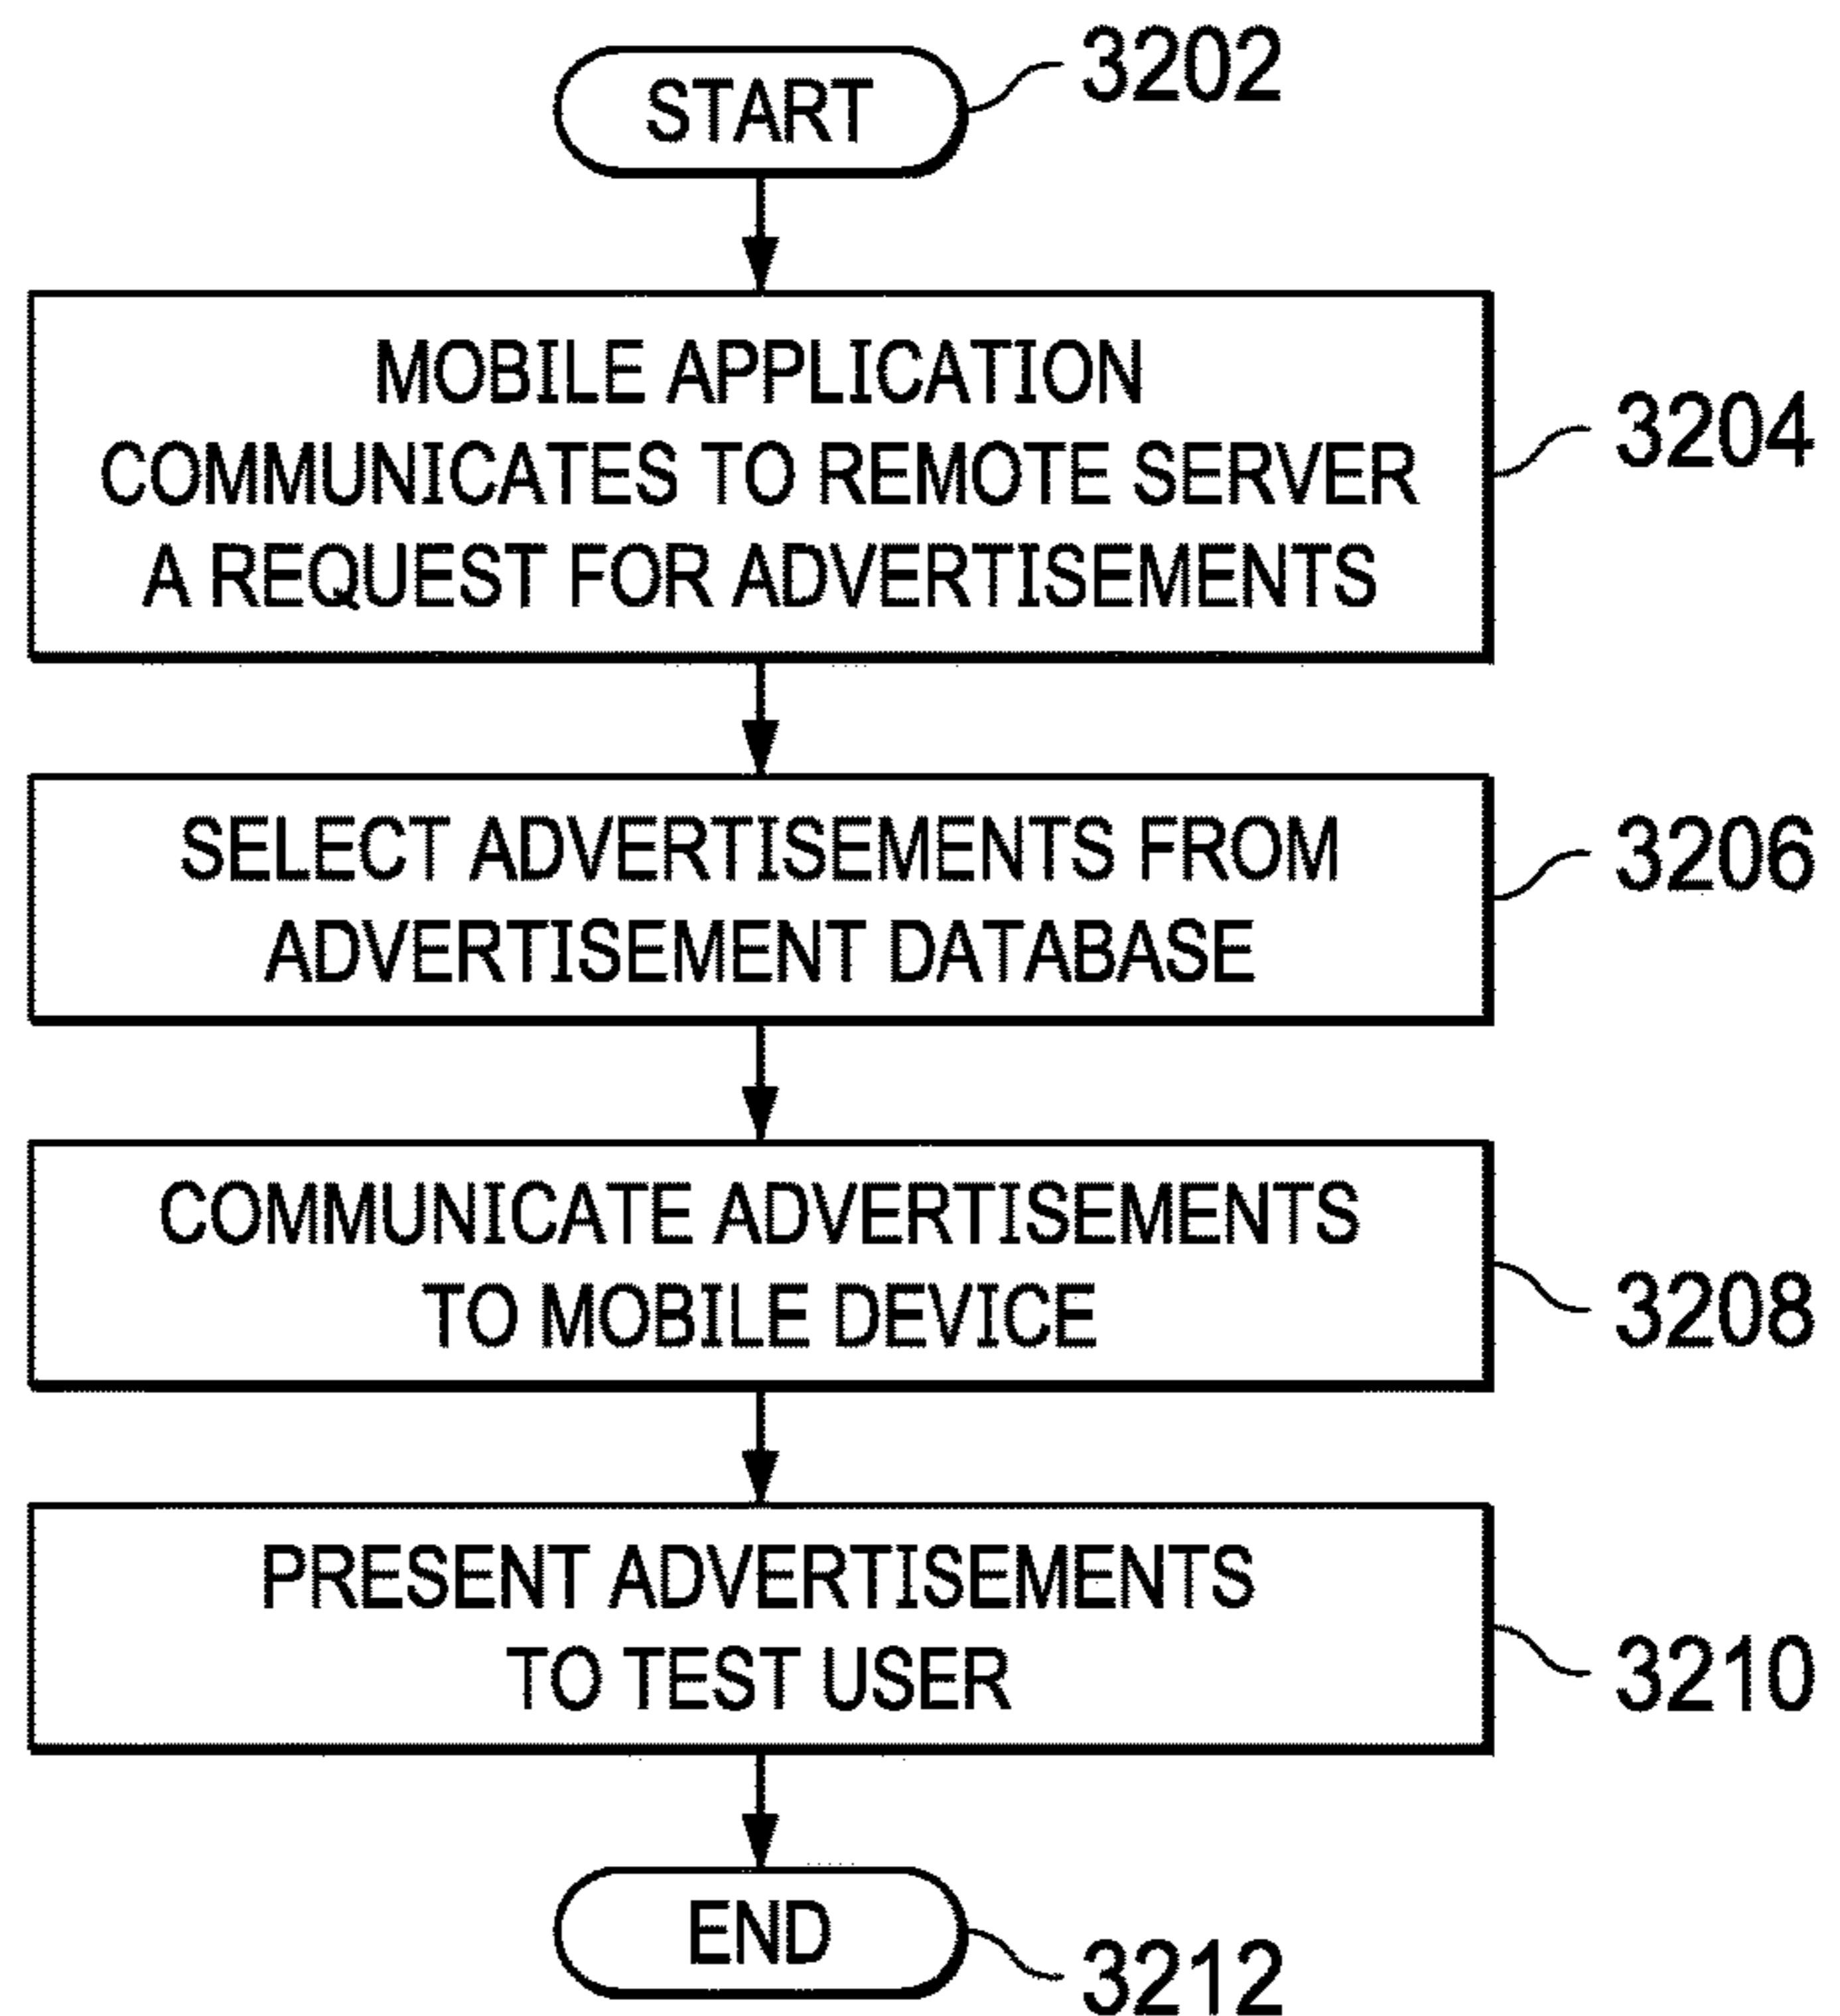 START
3202
MOBILE APPLICATION
COMMUNICATES TO REMOTE SERVER
A REQUEST FOR ADVERTISEMENTS
3204
SELECT ADVERTISEMENTS FROM
ADVERTISEMENT DATABASE
3206
COMMUNICATE ADVERTISEMENTS
TO MOBILE DEVICE
3208
PRESENT ADVERTISEMENTS
TO TEST USER
3210
END
3212